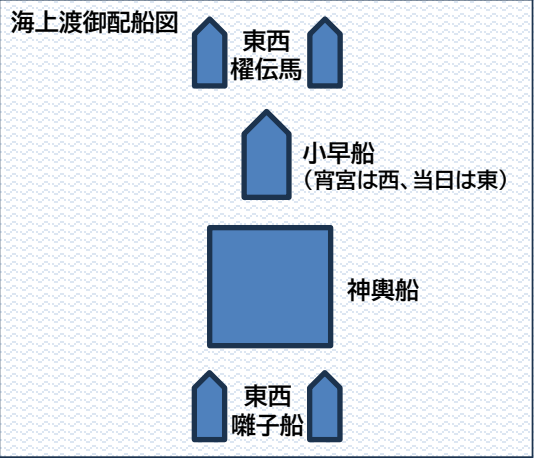 海上渡御配船図
東西
櫂伝馬
小早船
（宵宮は西、当日は東）
神輿船
東西
囃子船